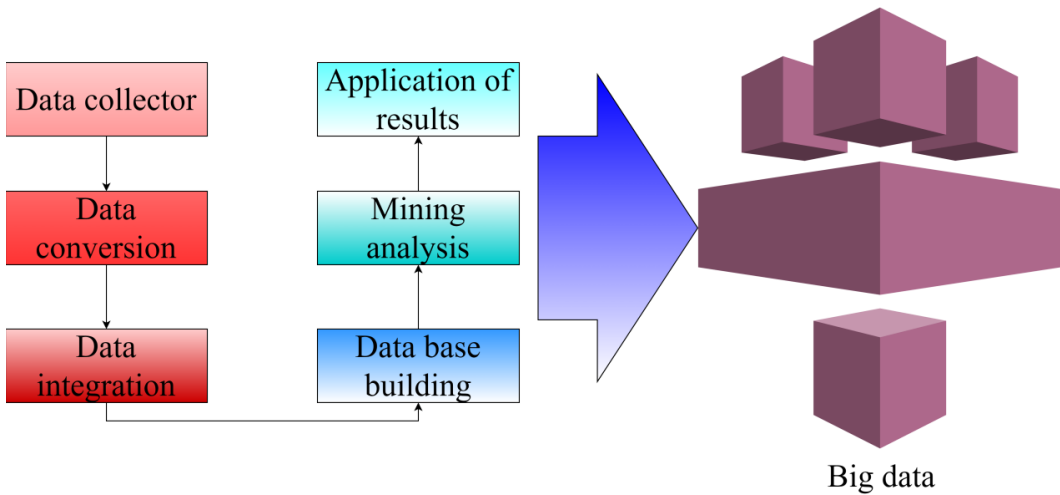 Data collector
Data
conversion
Data
integration
Application of
results
Mining
analysis
Data base
building
Big data